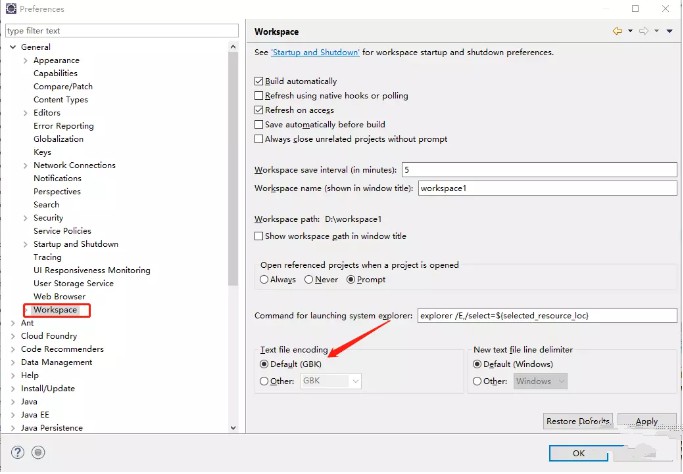 Preferences
type filter text
General
Appearance
Capabilities
Compare/Patch
Content Types
Editors
Error Reporting
Globalization
Keys
Network Connections
Notifications
Perspectives
Search
Security
Service Policies
Startup and Shutdown
Tracing
UI Responsiveness Monitoring
User Storage Service
Web Browser
Workspace
Ant
Cloud Foundry
Code Recommenders
Data Management
Help
Install/Update
Java
Java EE
Java Persistence
Workspace
See 'Startup and Shutdown' for workspace startup and shutdown preferences.
Build automatically
Refresh using native hooks or polling
Refresh on access
Save automatically before build
Always close unrelated projects without prompt
Workspace save interval (in minutes): 5
Workspace name (shown in window title): workspace1
Workspace path: D:\workspace1
Show workspace path in window title
Open referenced projects when a project is opened
Always Never Prompt
Command for launching system explorer: explorer /E,/select=${selected_resource_loc}
Text file encoding
Default (GBK)
Other: GBK
New text file line delimiter
Default (Windows)
Other: Windows
Restore Defaults Apply
OK